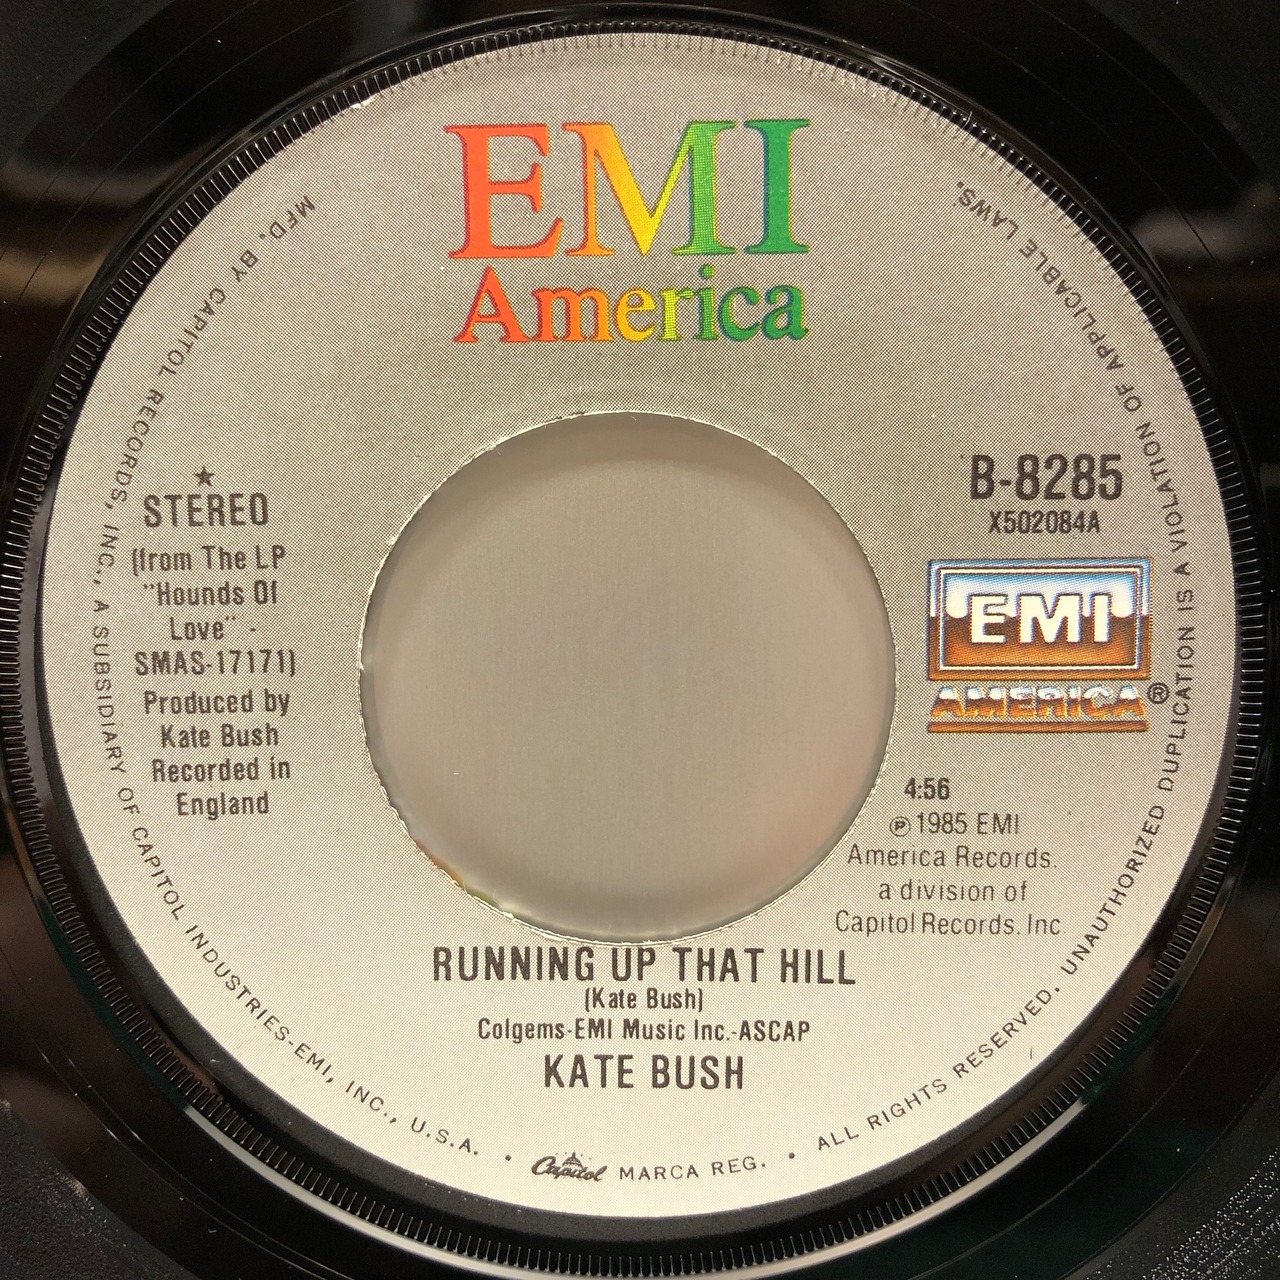 EMI
America
★
STEREO
(from The LP
"Hounds Of
Love" -
SMAS-17171)
Produced by
Kate Bush
Recorded in
England
B-8285
X502084A
EMI
AMERICA®
4:56
℗ 1985 EMI
America Records.
a division of
Capitol Records. Inc.
RUNNING UP THAT HILL
(Kate Bush)
Colgems-EMI Music Inc.-ASCAP
KATE BUSH
MFD. BY CAPITOL RECORDS, INC., A SUBSIDIARY OF CAPITOL INDUSTRIES-EMI, INC., U.S.A. • Capitol MARCA REG. • ALL RIGHTS RESERVED. UNAUTHORIZED DUPLICATION IS A VIOLATION OF APPLICABLE LAWS.